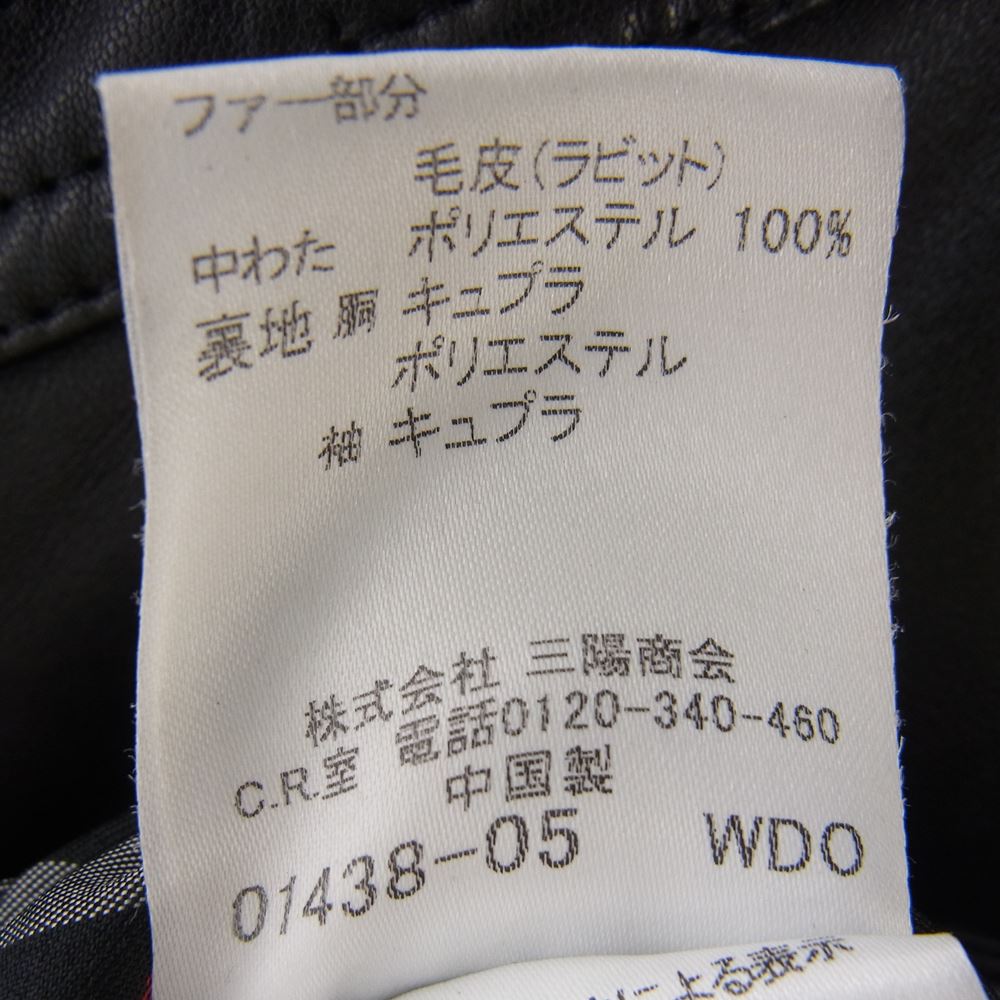 ファー部分
毛皮(ラビット)
中わた ポリエステル 100%
裏地 胴 キュプラ
ポリエステル
袖 キュプラ
株式会社 三陽商会
C.R.室 電話0120-340-460
中国製
01438-05 WDO
による表示